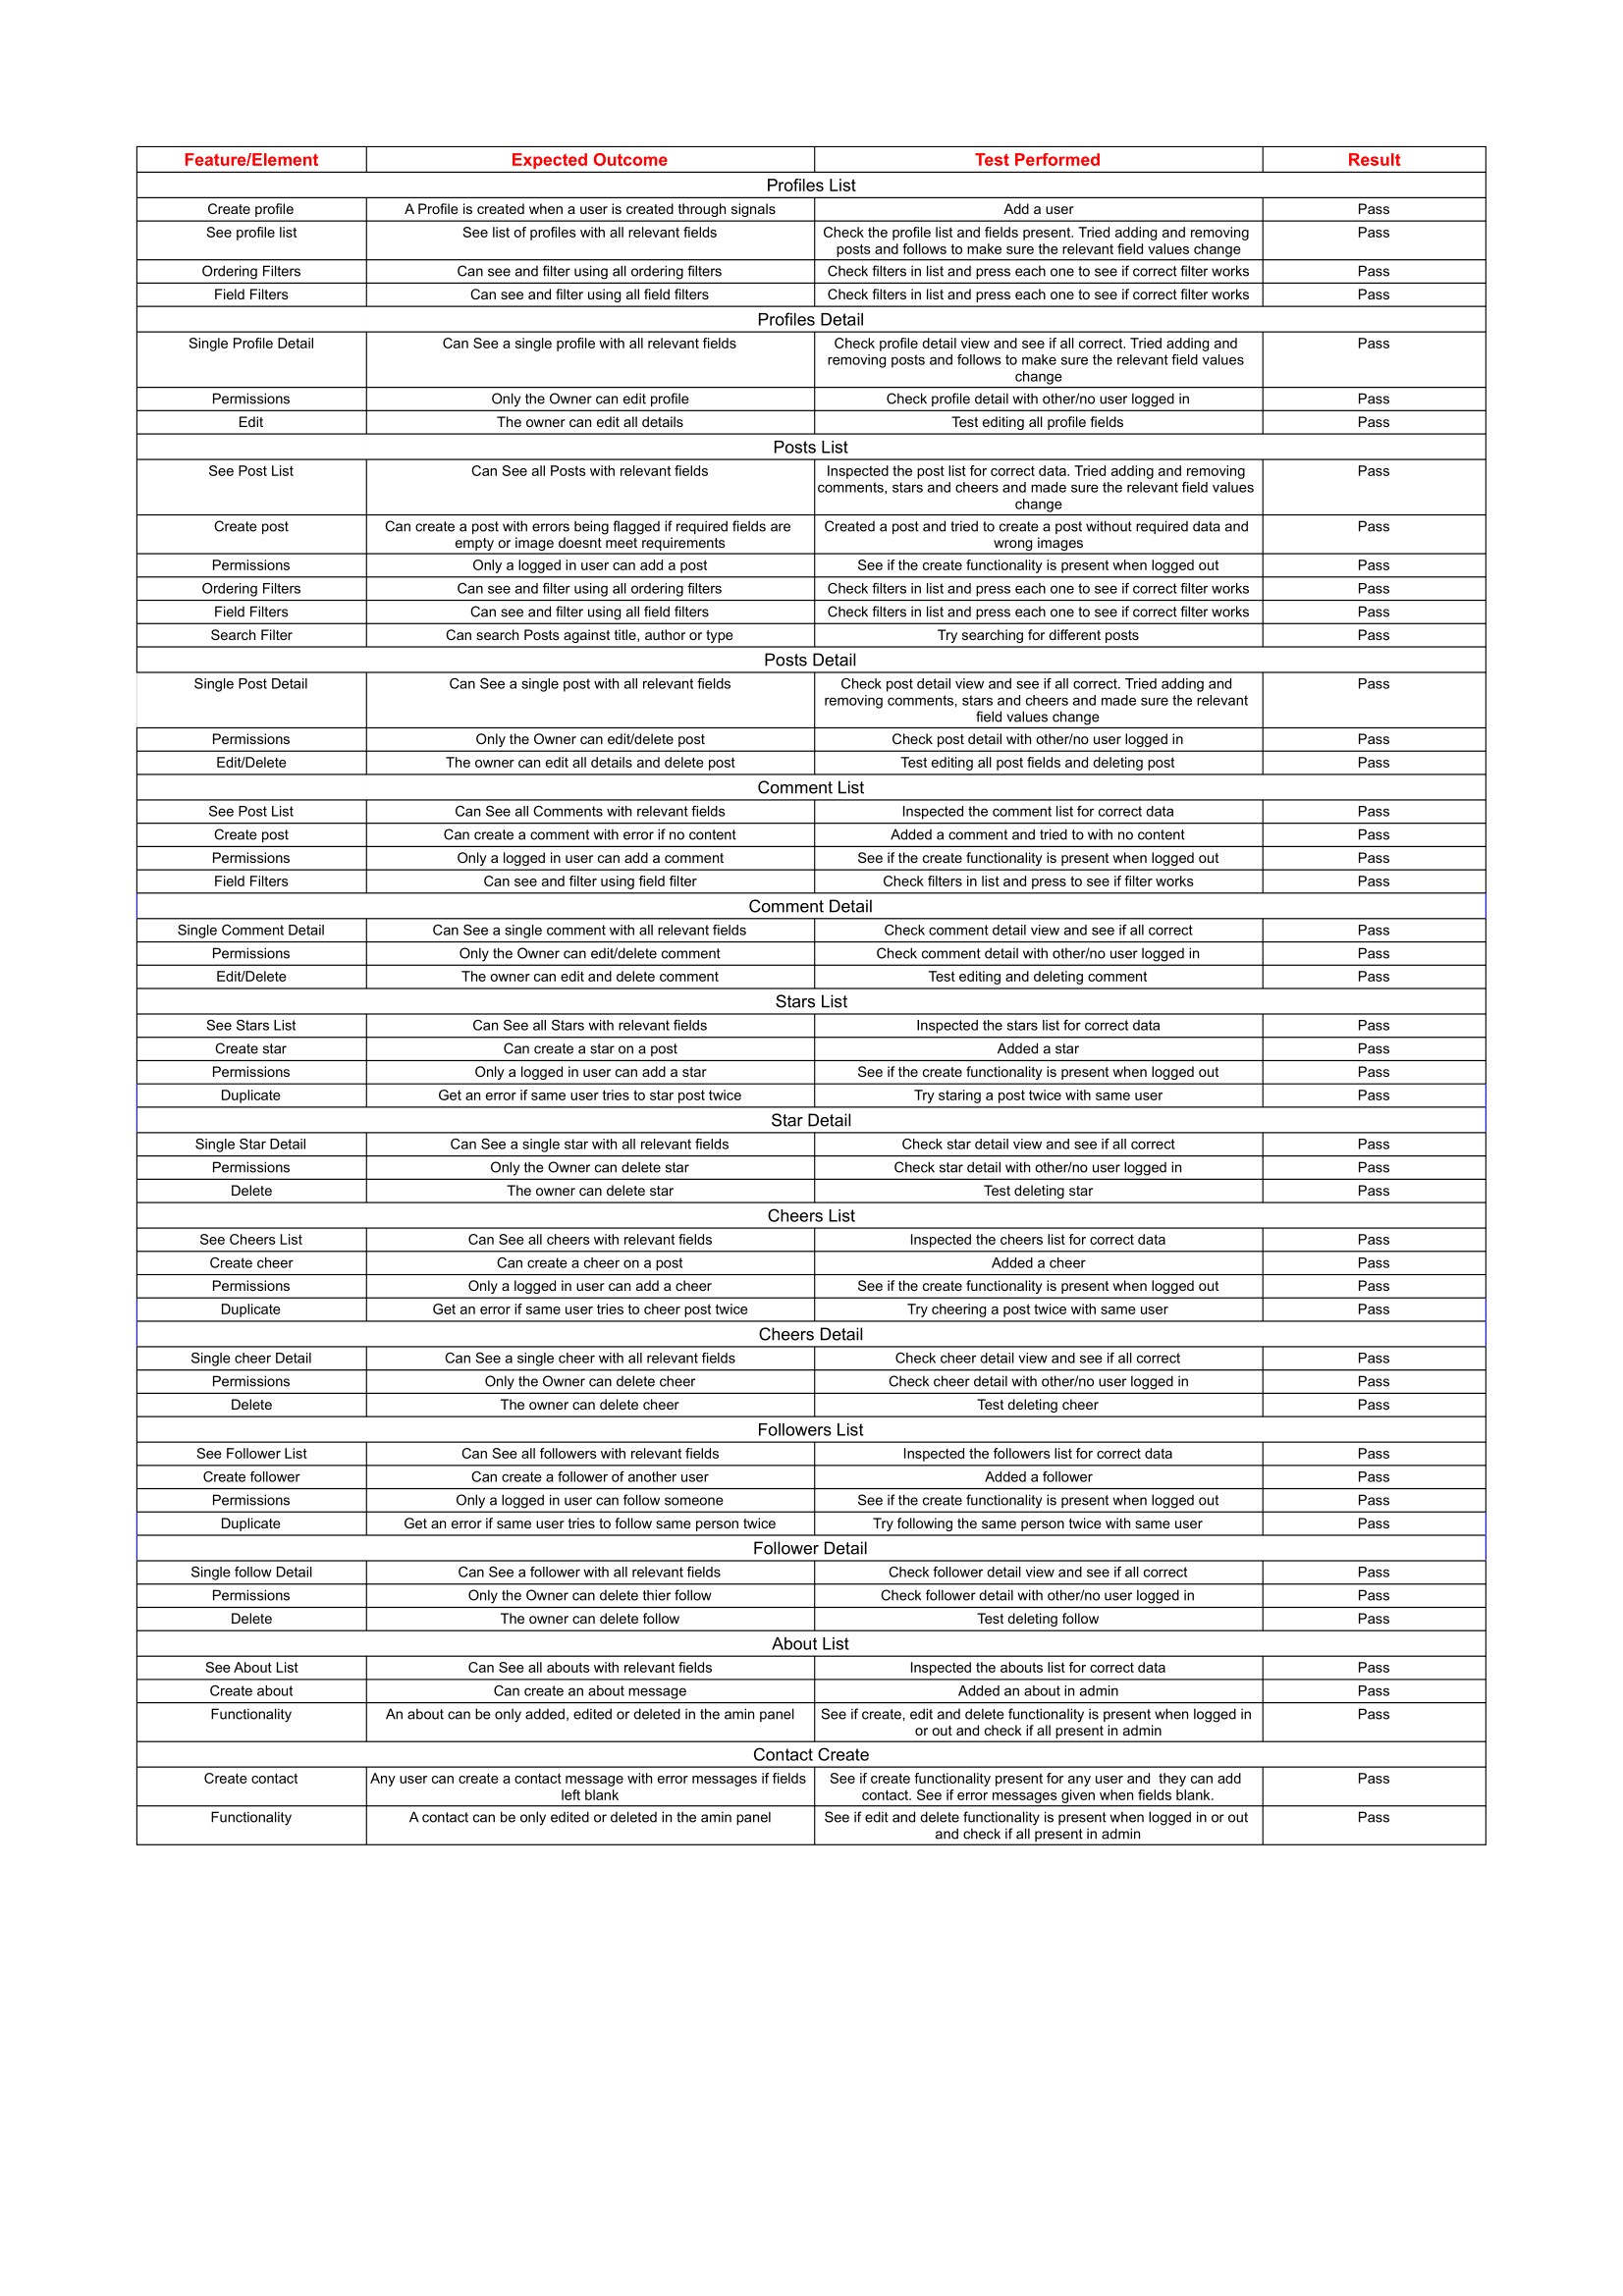 Feature/Element Expected Outcome Test Performed Result
Profiles List
Create profile A Profile is created when a user is created through signals Add a user Pass
See profile list See list of profiles with all relevant fields Check the profile list and fields present. Tried adding and removing Pass
posts and follows to make sure the relevant field values change
Ordering Filters Can see and filter using all ordering filters Check filters in list and press each one to see if correct filter works Pass
Field Filters Can see and filter using all field filters Check filters in list and press each one to see if correct filter works Pass
Profiles Detail
Single Profile Detail Can See a single profile with all relevant fields Check profile detail view and see if all correct. Tried adding and Pass
removing posts and follows to make sure the relevant field values
change
Permissions Only the Owner can edit profile Check profile detail with other/no user logged in Pass
Edit The owner can edit all details Test editing all profile fields Pass
Posts List
See Post List Can See all Posts with relevant fields Inspected the post list for correct data. Tried adding and removing Pass
comments, stars and cheers and made sure the relevant field values
change
Create post Can create a post with errors being flagged if required fields are Created a post and tried to create a post without required data and Pass
empty or image doesnt meet requirements wrong images
Permissions Only a logged in user can add a post See if the create functionality is present when logged out Pass
Ordering Filters Can see and filter using all ordering filters Check filters in list and press each one to see if correct filter works Pass
Field Filters Can see and filter using all field filters Check filters in list and press each one to see if correct filter works Pass
Search Filter Can search Posts against title, author or type Try searching for different posts Pass
Posts Detail
Single Post Detail Can See a single post with all relevant fields Check post detail view and see if all correct. Tried adding and Pass
removing comments, stars and cheers and made sure the relevant
field values change
Permissions Only the Owner can edit/delete post Check post detail with other/no user logged in Pass
Edit/Delete The owner can edit all details and delete post Test editing all post fields and deleting post Pass
Comment List
See Post List Can See all Comments with relevant fields Inspected the comment list for correct data Pass
Create post Can create a comment with error if no content Added a comment and tried to with no content Pass
Permissions Only a logged in user can add a comment See if the create functionality is present when logged out Pass
Field Filters Can see and filter using field filter Check filters in list and press to see if filter works Pass
Comment Detail
Single Comment Detail Can See a single comment with all relevant fields Check comment detail view and see if all correct Pass
Permissions Only the Owner can edit/delete comment Check comment detail with other/no user logged in Pass
Edit/Delete The owner can edit and delete comment Test editing and deleting comment Pass
Stars List
See Stars List Can See all Stars with relevant fields Inspected the stars list for correct data Pass
Create star Can create a star on a post Added a star Pass
Permissions Only a logged in user can add a star See if the create functionality is present when logged out Pass
Duplicate Get an error if same user tries to star post twice Try staring a post twice with same user Pass
Star Detail
Single Star Detail Can See a single star with all relevant fields Check star detail view and see if all correct Pass
Permissions Only the Owner can delete star Check star detail with other/no user logged in Pass
Delete The owner can delete star Test deleting star Pass
Cheers List
See Cheers List Can See all cheers with relevant fields Inspected the cheers list for correct data Pass
Create cheer Can create a cheer on a post Added a cheer Pass
Permissions Only a logged in user can add a cheer See if the create functionality is present when logged out Pass
Duplicate Get an error if same user tries to cheer post twice Try cheering a post twice with same user Pass
Cheers Detail
Single cheer Detail Can See a single cheer with all relevant fields Check cheer detail view and see if all correct Pass
Permissions Only the Owner can delete cheer Check cheer detail with other/no user logged in Pass
Delete The owner can delete cheer Test deleting cheer Pass
Followers List
See Follower List Can See all followers with relevant fields Inspected the followers list for correct data Pass
Create follower Can create a follower of another user Added a follower Pass
Permissions Only a logged in user can follow someone See if the create functionality is present when logged out Pass
Duplicate Get an error if same user tries to follow same person twice Try following the same person twice with same user Pass
Follower Detail
Single follow Detail Can See a follower with all relevant fields Check follower detail view and see if all correct Pass
Permissions Only the Owner can delete thier follow Check follower detail with other/no user logged in Pass
Delete The owner can delete follow Test deleting follow Pass
About List
See About List Can See all abouts with relevant fields Inspected the abouts list for correct data Pass
Create about Can create an about message Added an about in admin Pass
Functionality An about can be only added, edited or deleted in the amin panel See if create, edit and delete functionality is present when logged in Pass
or out and check if all present in admin
Contact Create
Create contact Any user can create a contact message with error messages if fields See if create functionality present for any user and they can add Pass
left blank contact. See if error messages given when fields blank.
Functionality A contact can be only edited or deleted in the amin panel See if edit and delete functionality is present when logged in or out Pass
and check if all present in admin